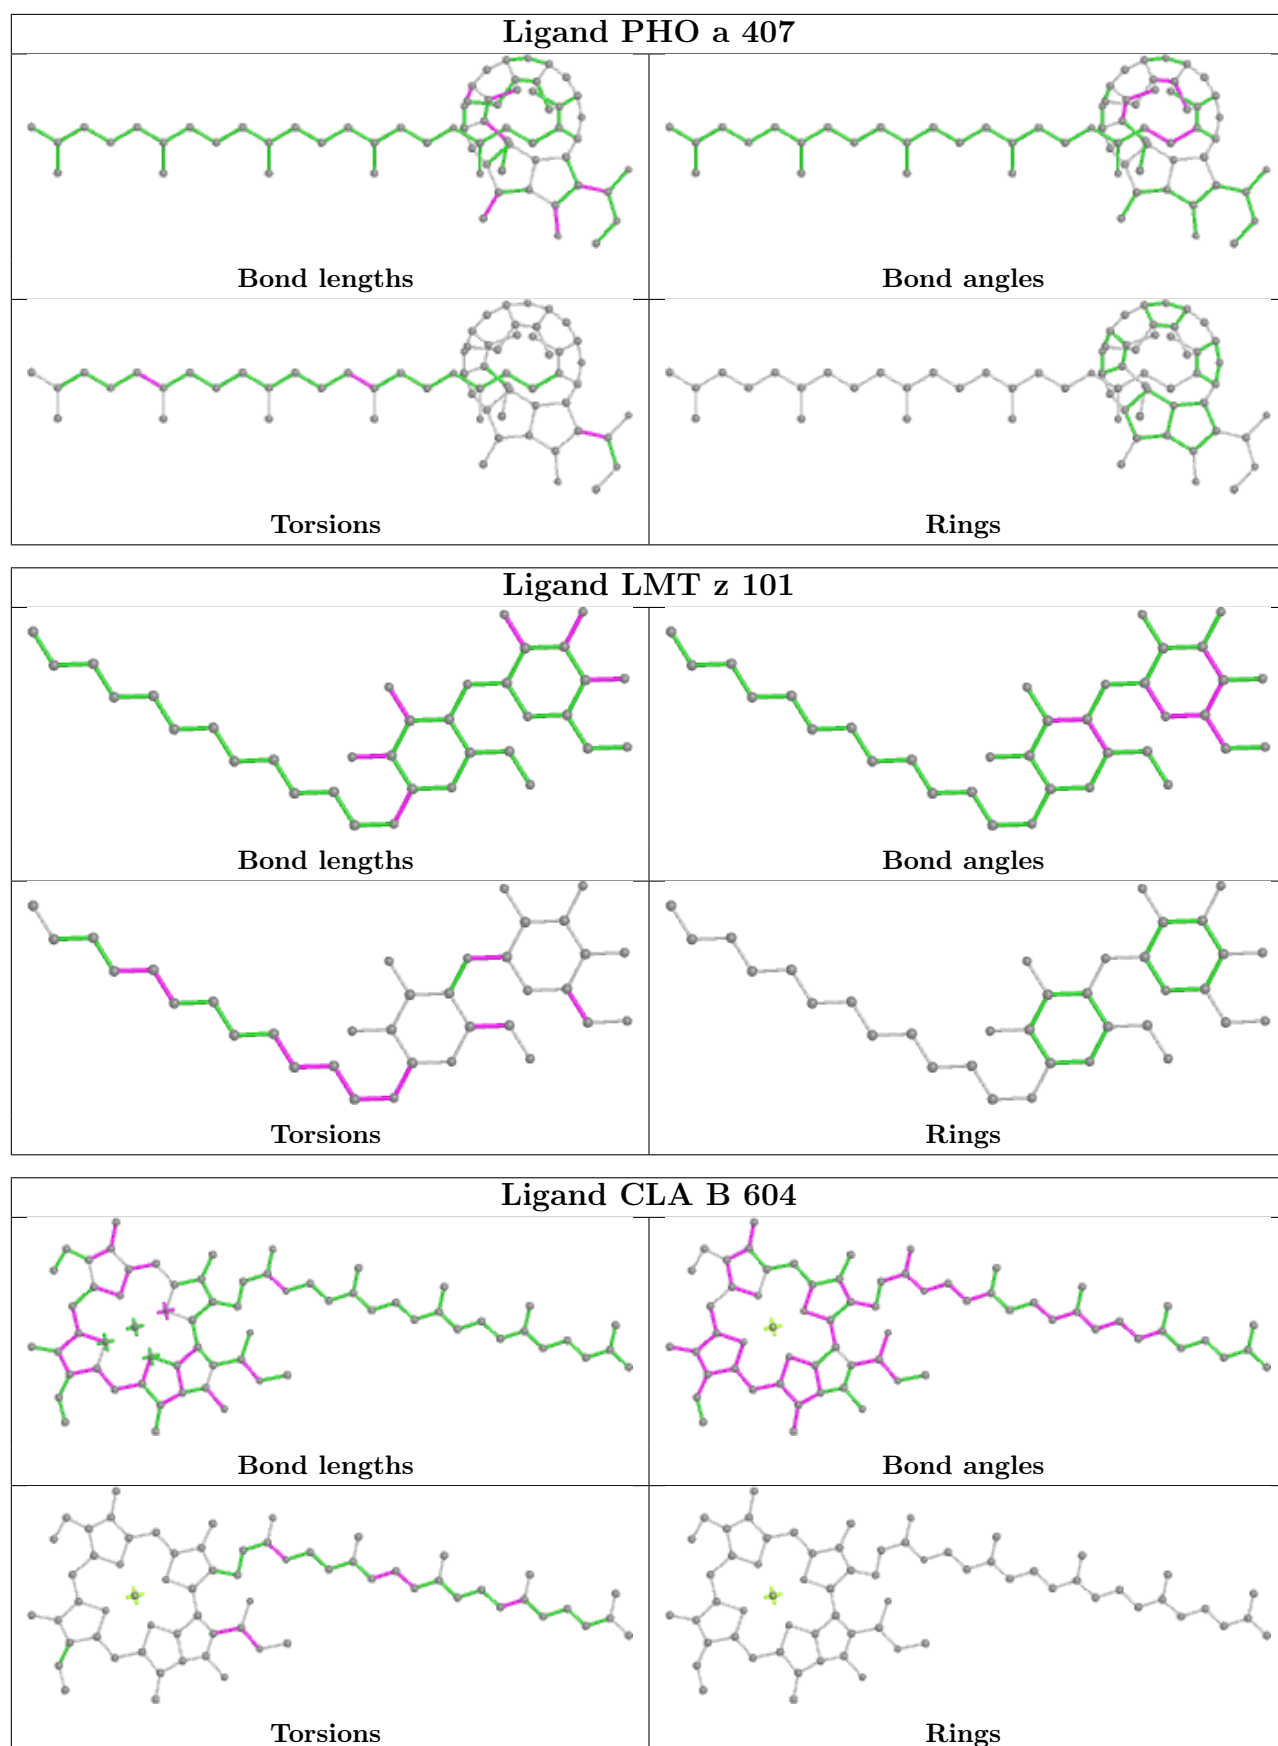 Ligand PHO a 407
Bond lengths
Bond angles
Torsions
Rings
Ligand LMT z 101
Bond lengths
Bond angles
Torsions
Rings
Ligand CLA B 604
Bond lengths
Bond angles
Torsions
Rings